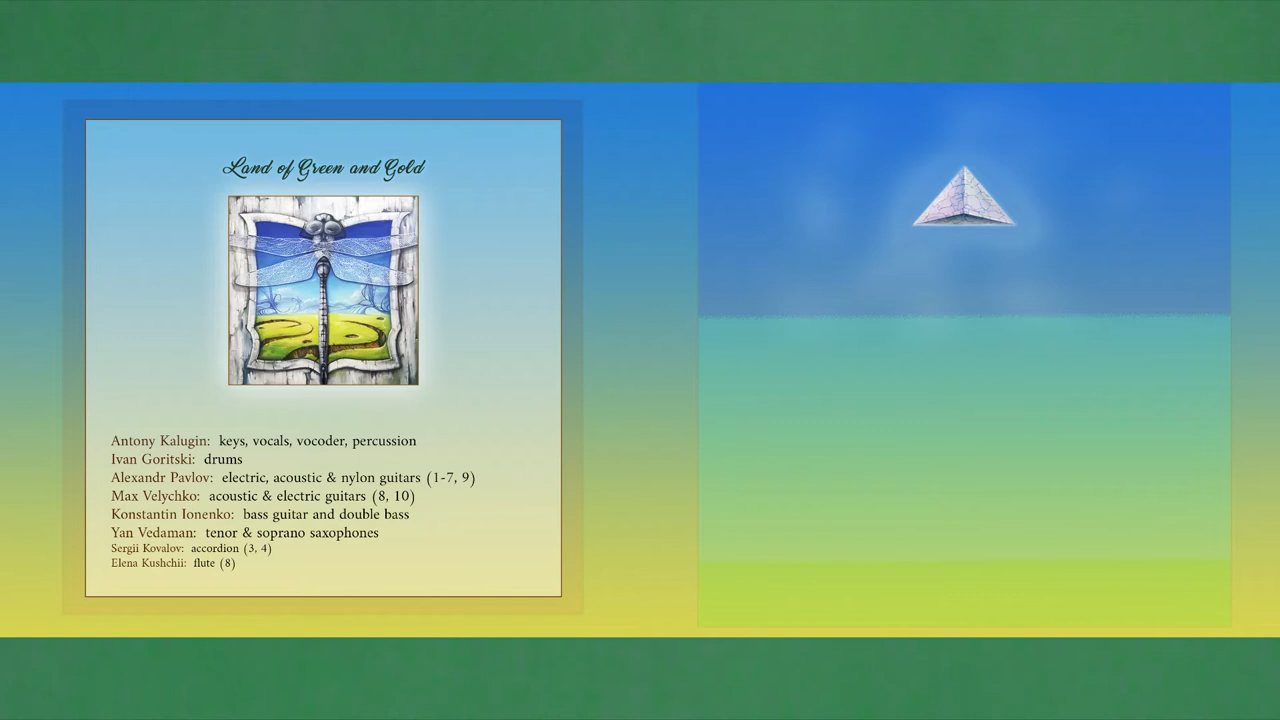 Land of Green and Gold
Antony Kalugin: keys, vocals, vocoder, percussion
Ivan Goritski: drums
Alexandr Pavlov: electric, acoustic & nylon guitars (1-7, 9)
Max Velychko: acoustic & electric guitars (8, 10)
Konstantin Ionenko: bass guitar and double bass
Yan Vedaman: tenor & soprano saxophones
Sergii Kovalov: accordion (3, 4)
Elena Kushchii: flute (8)